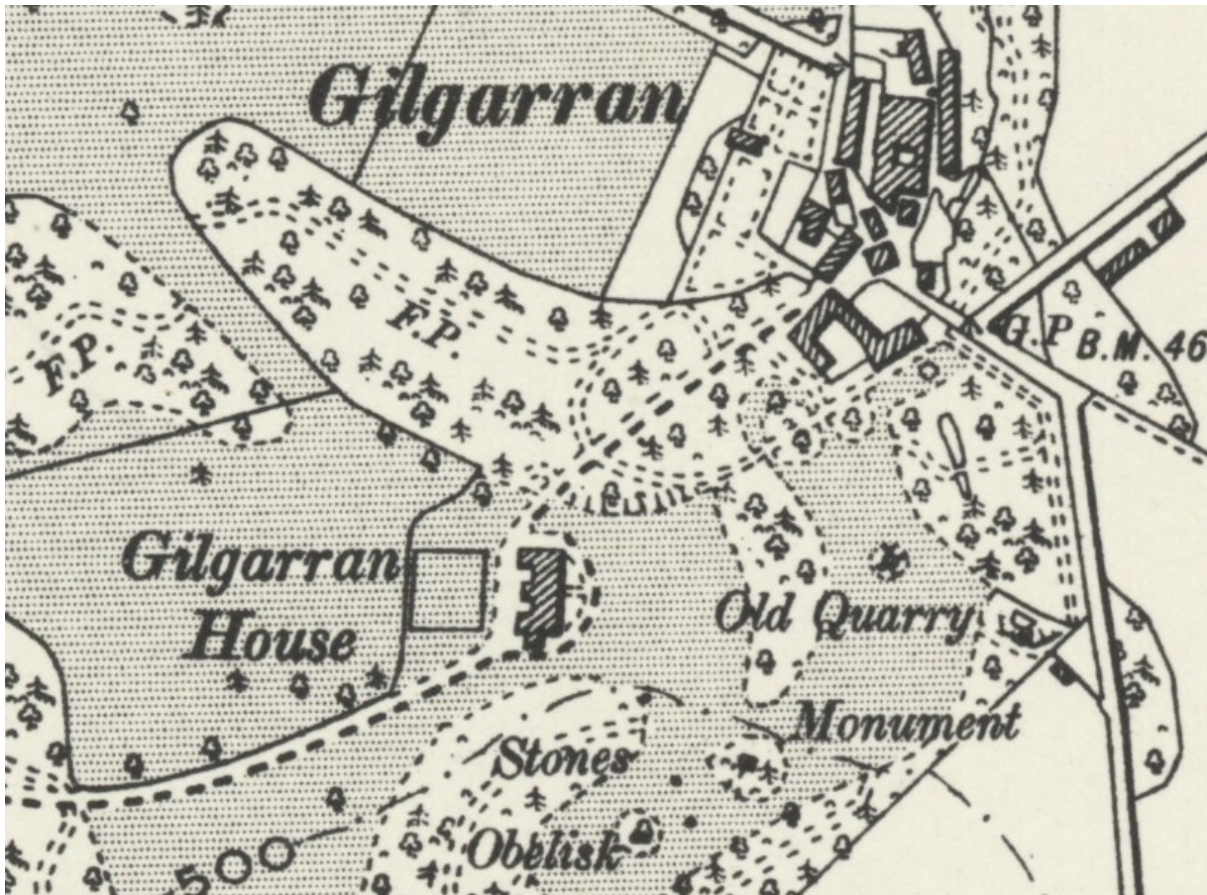 Gilgarran
F.P.
F.P.
G.P
B.M. 46
Gilgarran
House
Old Quarry
Monument
Stones
Obelisk
500